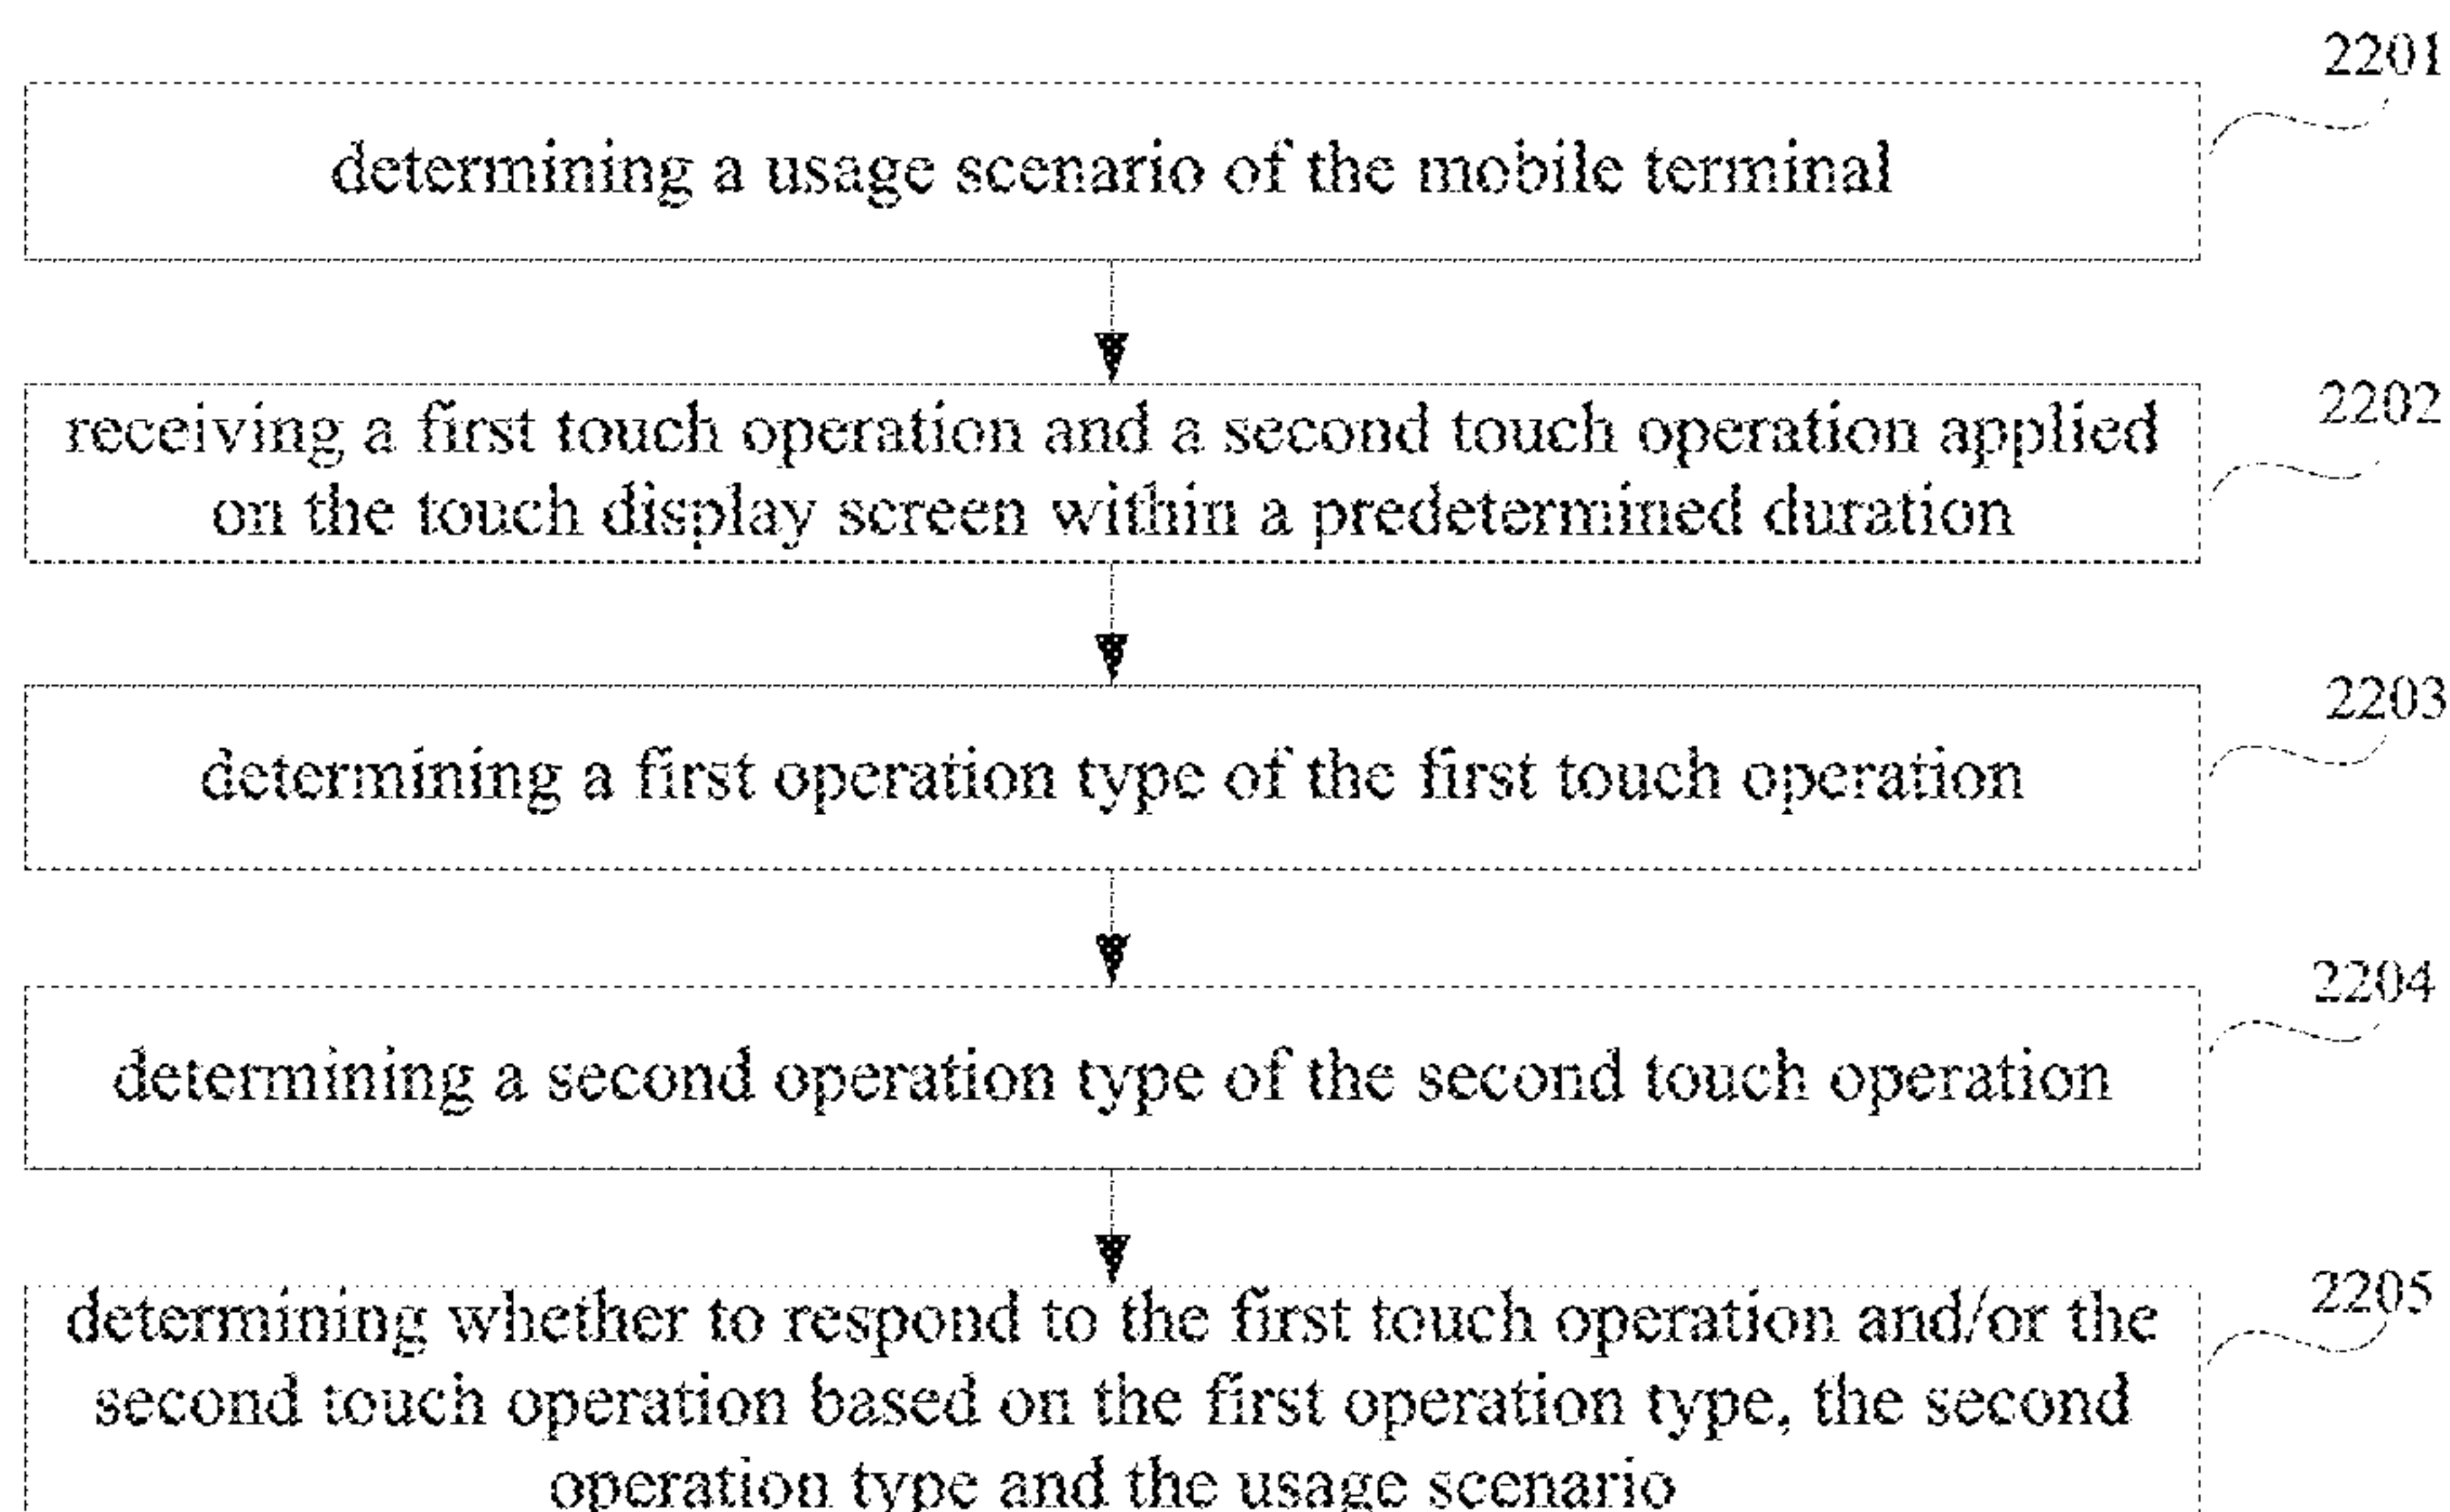 2201
determining a usage scenario of the mobile terminal
2202
receiving a first touch operation and a second touch operation applied
on the touch display screen within a predetermined duration
2203
determining a first operation type of the first touch operation
2204
determining a second operation type of the second touch operation
2205
determining whether to respond to the first touch operation and/or the
second touch operation based on the first operation type, the second
operation type and the usage scenario